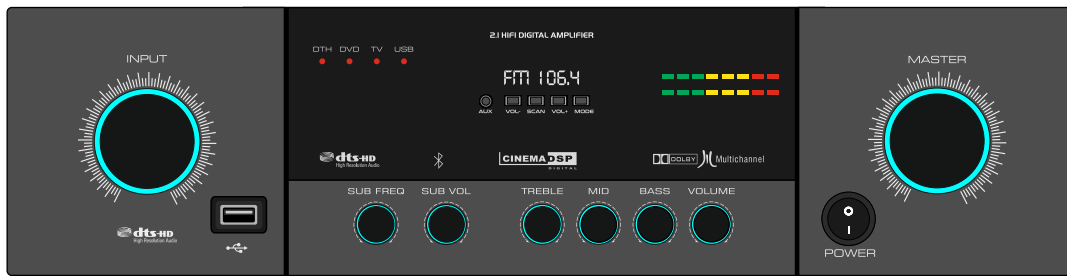 2.1 HIFI DIGITAL AMPLIFIER
INPUT
DTH DVD TV USB
MASTER
FM 106.4
AUX VOL- SCAN VOL+ MODE
dts-HD
High Resolution Audio
CINEMA DSP
DIGITAL
DOLBY
Multichannel
SUB FREQ SUB VOL TREBLE MID BASS VOLUME
dts-HD
High Resolution Audio
O
I
POWER